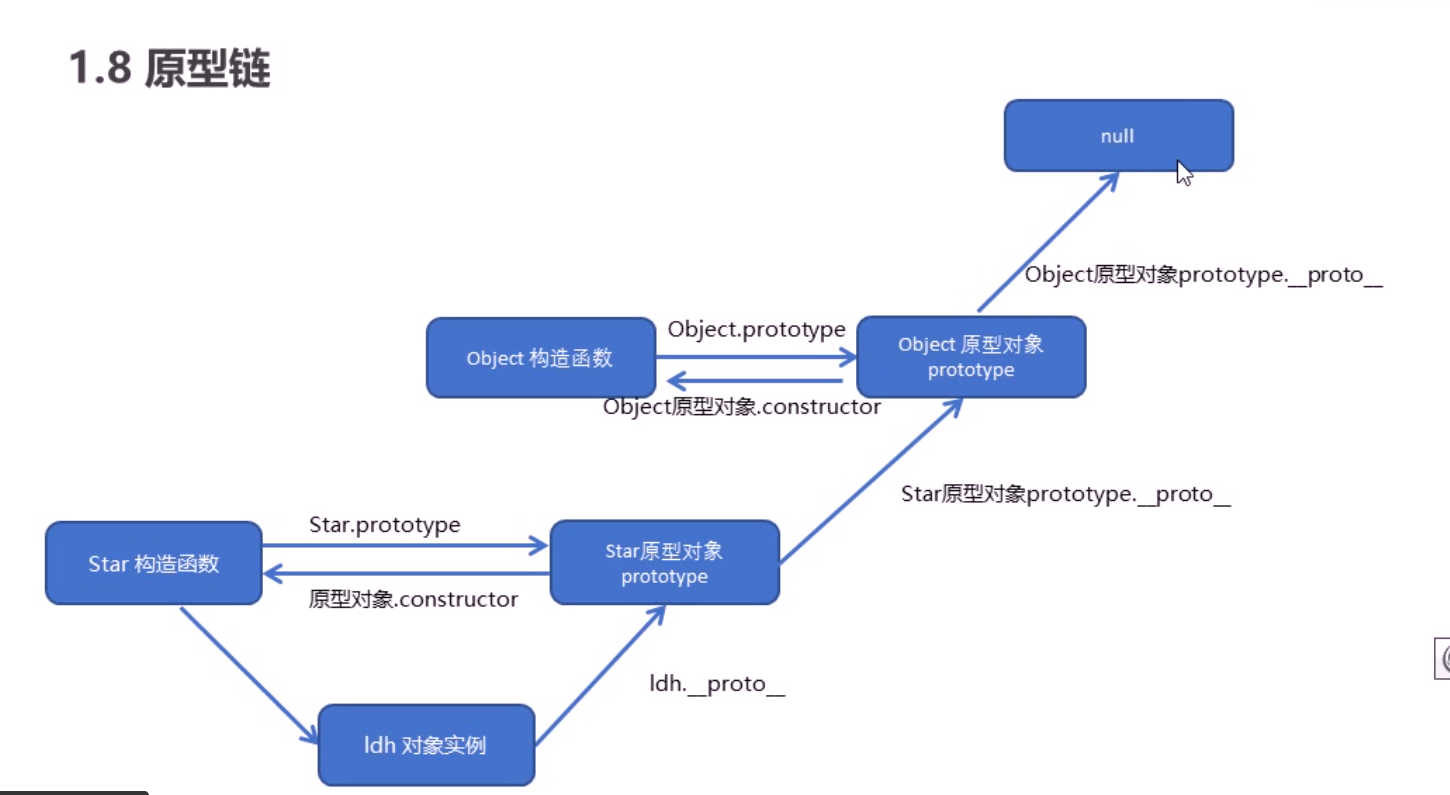 1.8 原型链
null
Object原型对象prototype.__proto__
Object.prototype
Object 构造函数
Object 原型对象
prototype
Object原型对象.constructor
Star原型对象prototype.__proto__
Star.prototype
Star 构造函数
Star原型对象
prototype
原型对象.constructor
ldh.__proto__
ldh 对象实例